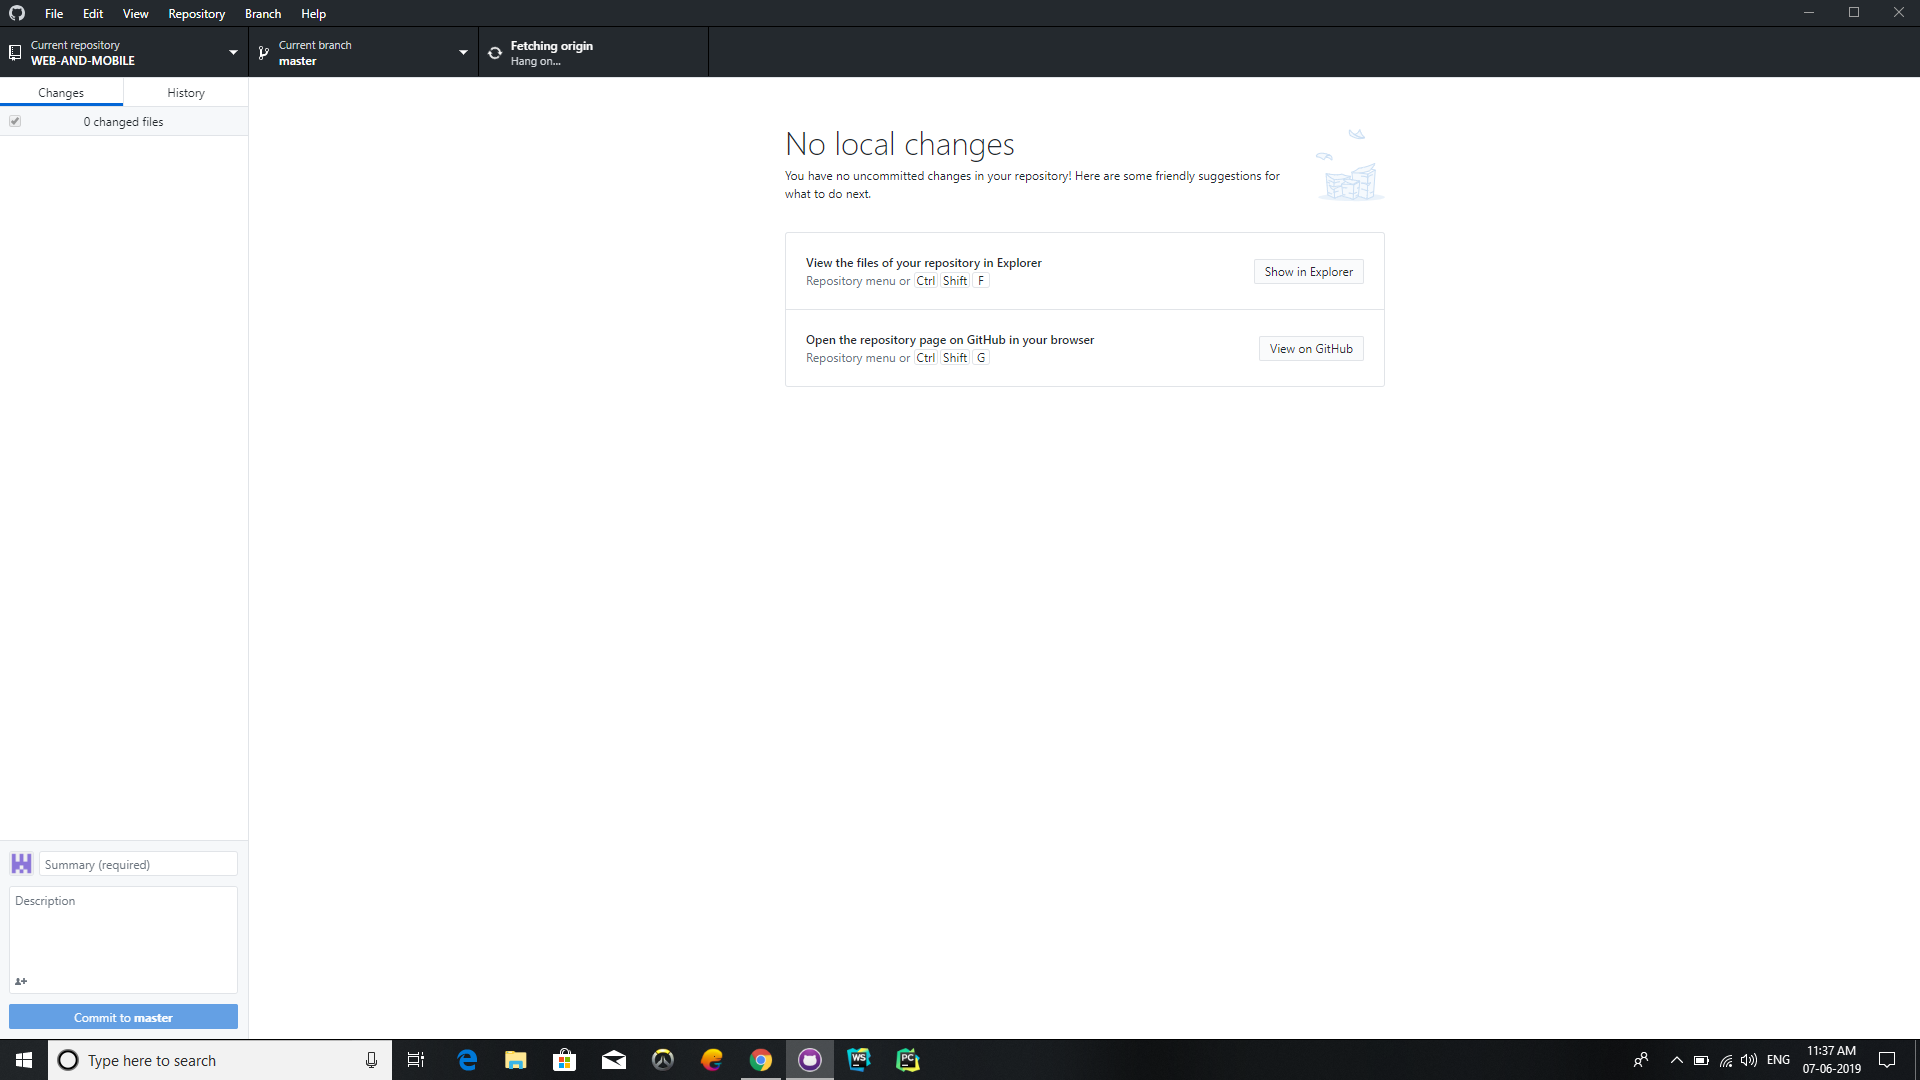 File Edit View Repository Branch Help
Current repository
WEB-AND-MOBILE
Current branch
master
Fetching origin
Hang on...
Changes
History
0 changed files
No local changes
You have no uncommitted changes in your repository! Here are some friendly suggestions for
what to do next.
View the files of your repository in Explorer
Repository menu or Ctrl Shift F
Show in Explorer
Open the repository page on GitHub in your browser
Repository menu or Ctrl Shift G
View on GitHub
Summary (required)
Description
Commit to master
Type here to search
WS
PC
ENG
11:37 AM
07-06-2019